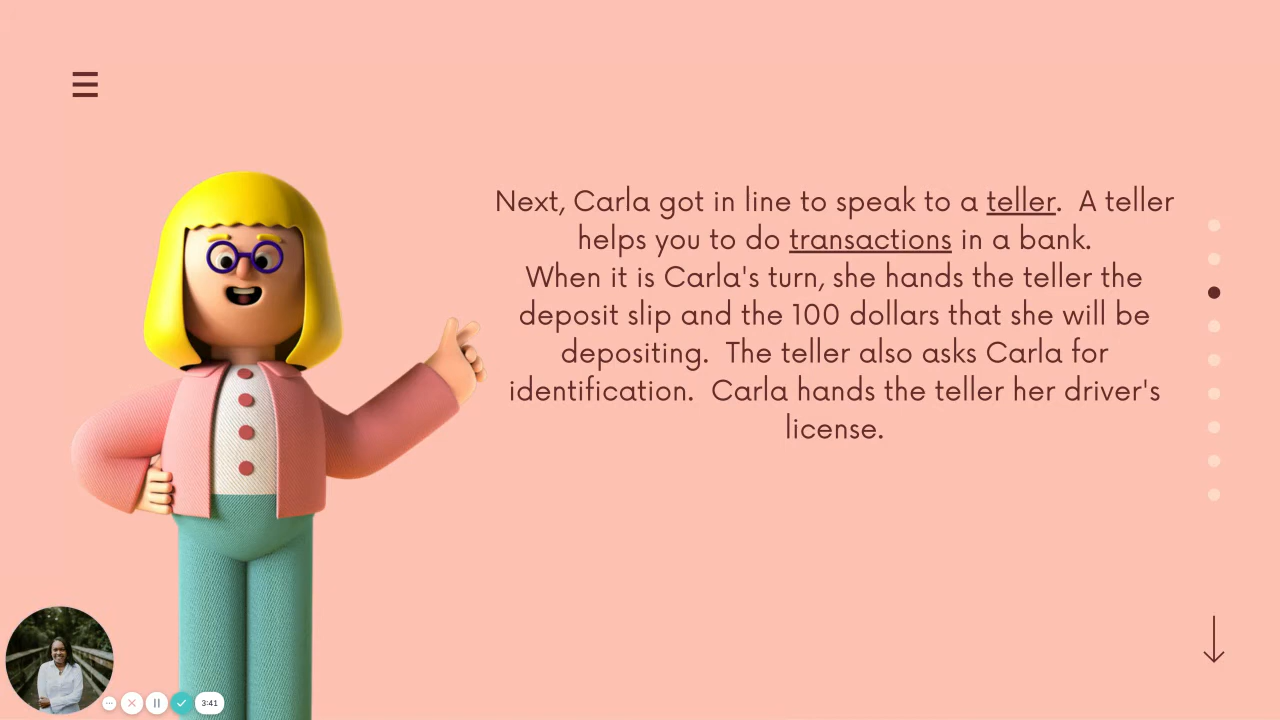 Next, Carla got in line to speak to a teller.  A teller
helps you to do transactions in a bank.
When it is Carla's turn, she hands the teller the
deposit slip and the 100 dollars that she will be
depositing.  The teller also asks Carla for
identification.  Carla hands the teller her driver's
license.
3:41